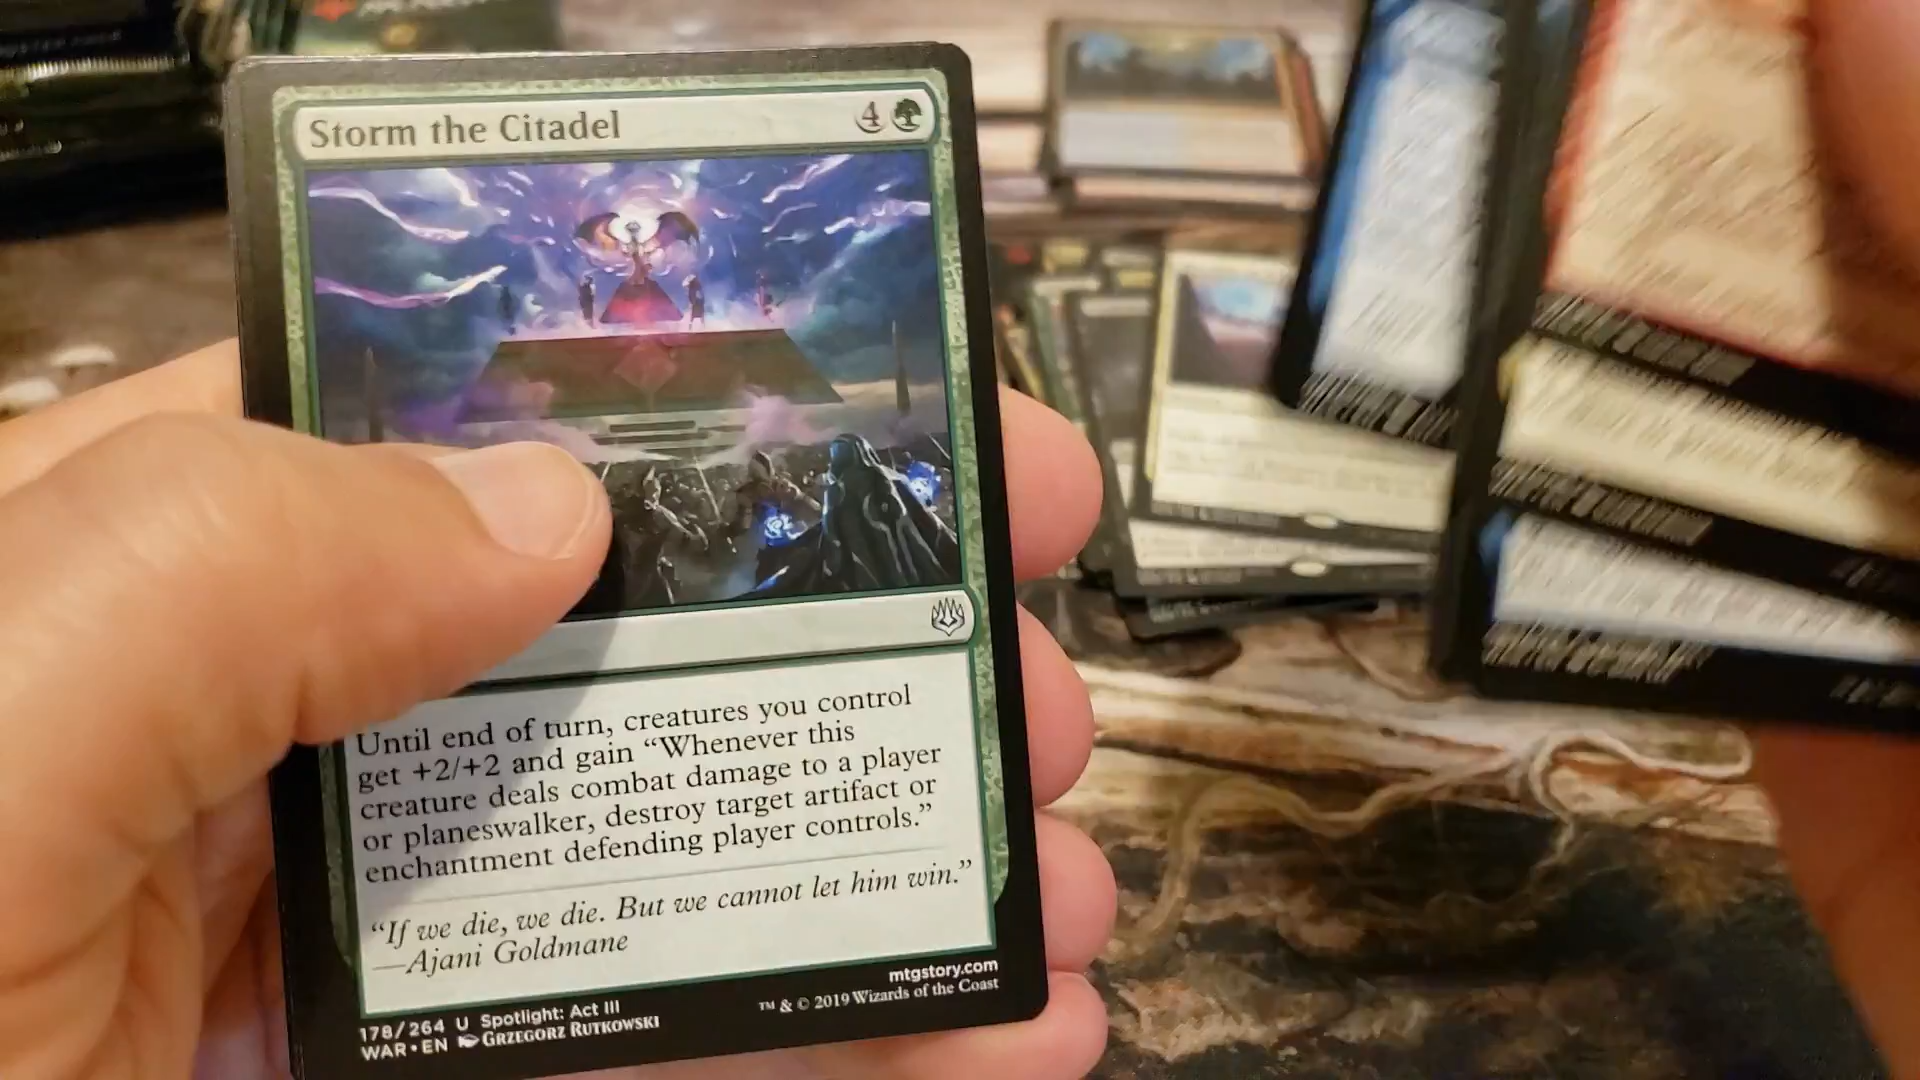 Storm the Citadel 4
Until end of turn, creatures you control
get +2/+2 and gain “Whenever this
creature deals combat damage to a player
or planeswalker, destroy target artifact or
enchantment defending player controls.”
“If we die, we die. But we cannot let him win.”
—Ajani Goldmane
mtgstory.com
178/264 U Spotlight: Act III
™ & © 2019 Wizards of the Coast
WAR • EN GRZEGORZ RUTKOWSKI